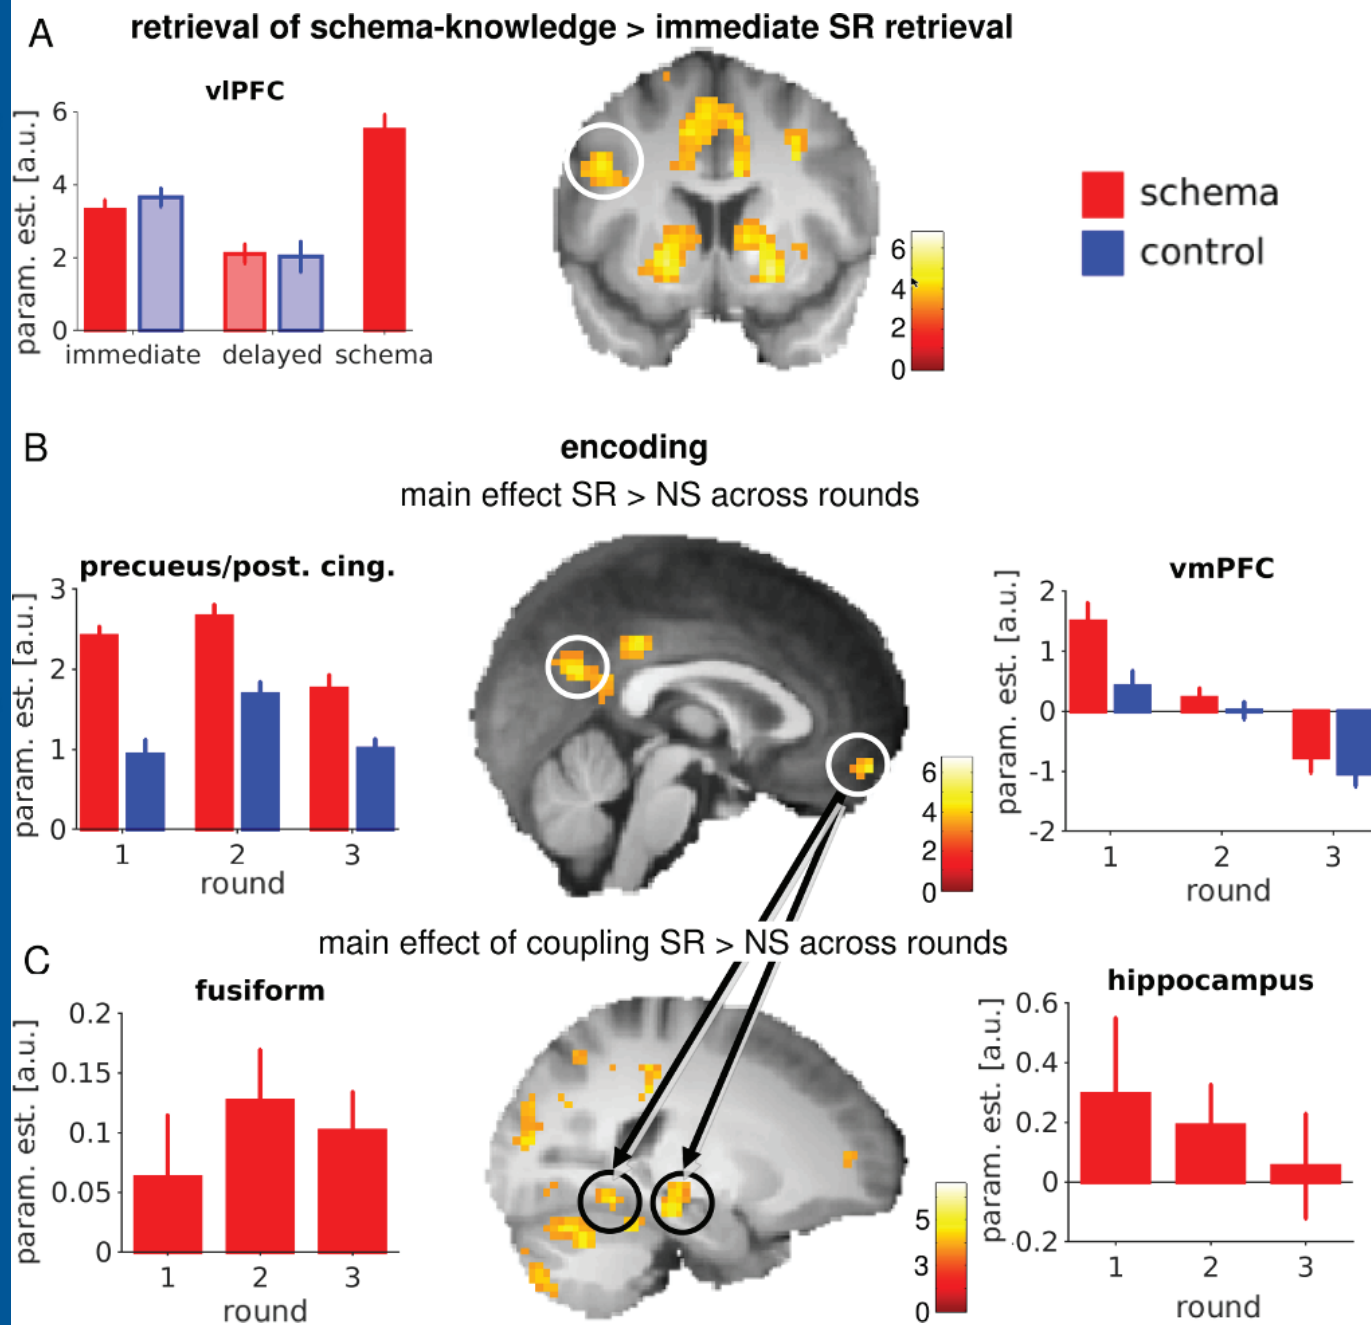 A
retrieval of schema-knowledge > immediate SR retrieval
vlPFC
param. est. [a.u.]
6
4
2
0
immediate delayed schema
6
4
2
0
schema
control
B
encoding
main effect SR > NS across rounds
precueus/post. cing.
param. est. [a.u.]
3
2
1
0
1 2 3
round
6
4
2
0
vmPFC
param. est. [a.u.]
2
1
0
-1
-2
1 2 3
round
main effect of coupling SR > NS across rounds
C
fusiform
param. est. [a.u.]
0.2
0.15
0.1
0.05
0
1 2 3
round
5
3
0
hippocampus
param. est. [a.u.]
0.6
0.4
0.2
0
-0.2
1 2 3
round